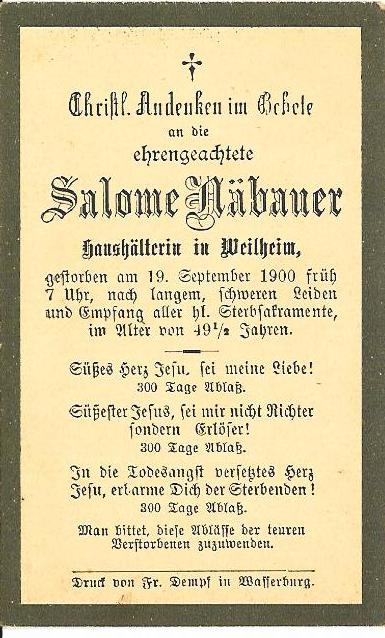 Christl. Andenken im Gebete
an die
ehrengeachtete
Salome Näbauer
Haushälterin in Weilheim,
gestorben am 19. September 1900 früh
7 Uhr, nach langem, schweren Leiden
und Empfang aller hl. Sterbsakramente,
im Alter von 49½ Jahren.
Süßes Herz Jesu, sei meine Liebe!
300 Tage Ablaß.
Süßester Jesus, sei mir nicht Richter
sondern Erlöser!
300 Tage Ablaß.
In die Todesangst versetztes Herz
Jesu, erbarme Dich der Sterbenden!
300 Tage Ablaß.
Man bittet, diese Ablässe der teuren
Verstorbenen zuzuwenden.
Druck von Fr. Dempf in Wasserburg.